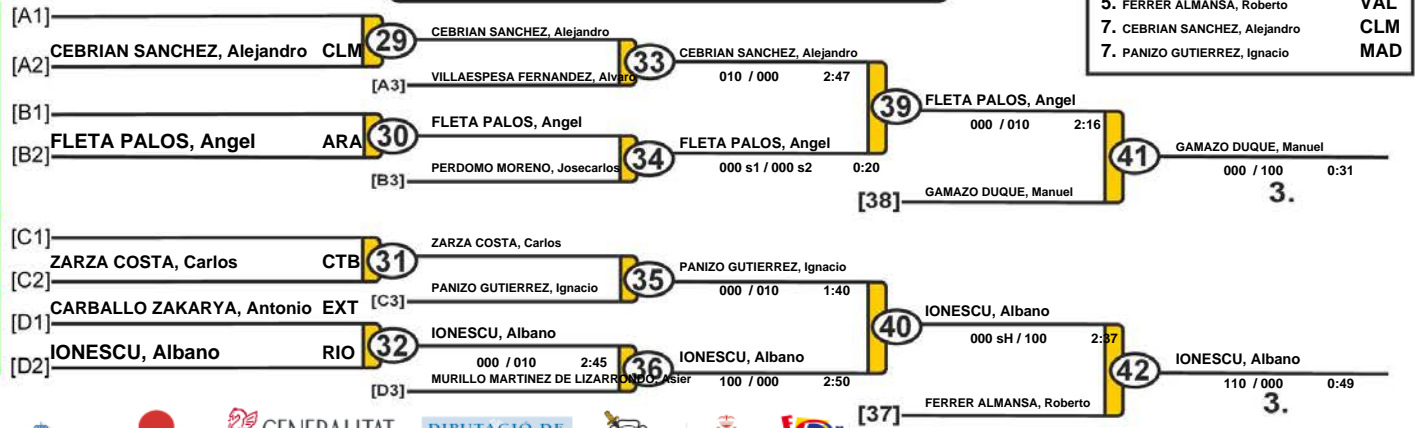 5. FERRER ALMANSA, Roberto VAL
7. CEBRIAN SANCHEZ, Alejandro CLM
7. PANIZO GUTIERREZ, Ignacio MAD
[A1]
CEBRIAN SANCHEZ, Alejandro CLM
[A2]
29
CEBRIAN SANCHEZ, Alejandro
VILLAESPESA FERNANDEZ, Alvaro
[A3]
33
CEBRIAN SANCHEZ, Alejandro
010 / 000 2:47
[B1]
FLETA PALOS, Angel ARA
[B2]
30
FLETA PALOS, Angel
PERDOMO MORENO, Josecarlos
[B3]
34
FLETA PALOS, Angel
000 s1 / 000 s2 0:20
39
FLETA PALOS, Angel
000 / 010 2:16
[38]
GAMAZO DUQUE, Manuel
41
GAMAZO DUQUE, Manuel
000 / 100 0:31
3.
[C1]
ZARZA COSTA, Carlos CTB
[C2]
31
ZARZA COSTA, Carlos
PANIZO GUTIERREZ, Ignacio
[C3]
35
PANIZO GUTIERREZ, Ignacio
000 / 010 1:40
CARBALLO ZAKARYA, Antonio EXT
[D1]
IONESCU, Albano RIO
[D2]
32
IONESCU, Albano
000 / 010 2:45
MURILLO MARTINEZ DE LIZARRONDO, Asier
[D3]
36
IONESCU, Albano
100 / 000 2:50
40
IONESCU, Albano
000 sH / 100 2:37
[37]
FERRER ALMANSA, Roberto
42
IONESCU, Albano
110 / 000 0:49
3.
GENERALITAT
DIPUTACIÓ DE